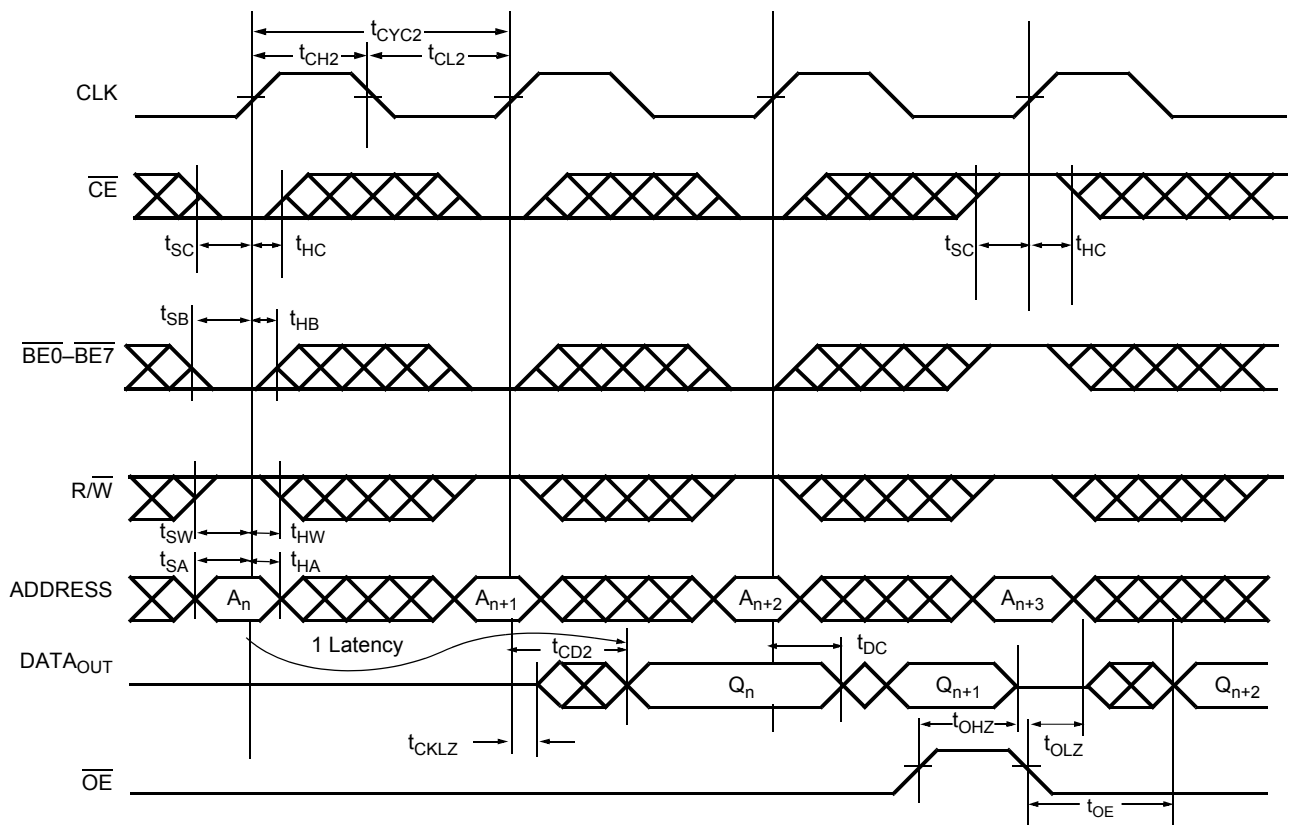 tCYC2
tCH2
tCL2
CLK
CE
tSC
tHC
tSC
tHC
tSB
tHB
BE0–BE7
R/W
tSW
tHW
tSA
tHA
ADDRESS
An
An+1
An+2
An+3
1 Latency
tCD2
tDC
DATAOUT
Qn
Qn+1
Qn+2
tOHZ
tCKLZ
tOLZ
OE
tOE